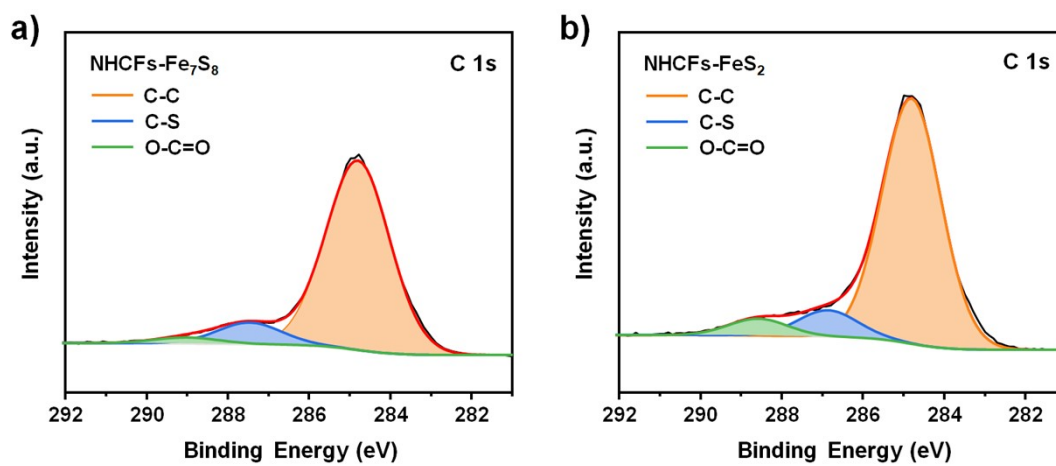 a)
NHCFs-Fe₇S₈
C 1s
C-C
C-S
O-C=O
Intensity (a.u.)
292 290 288 286 284 282
Binding Energy (eV)
b)
NHCFs-FeS₂
C 1s
C-C
C-S
O-C=O
Intensity (a.u.)
292 290 288 286 284 282
Binding Energy (eV)